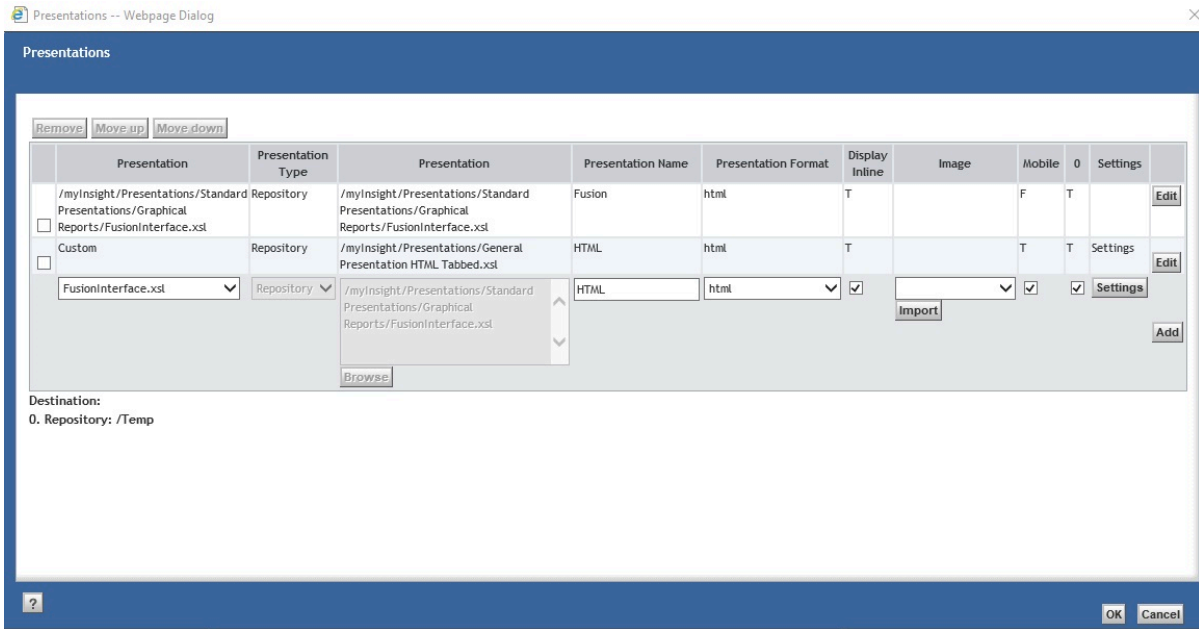 Presentations -- Webpage Dialog
Presentations
Remove Move up Move down
Presentation Presentation Type Presentation Presentation Name Presentation Format Display Inline Image Mobile 0 Settings
/myInsight/Presentations/Standard Repository /myInsight/Presentations/Standard Fusion html T F T Edit
Presentations/Graphical Presentations/Graphical
Reports/FusionInterface.xsl Reports/FusionInterface.xsl
Custom Repository /myInsight/Presentations/General HTML html T T T Settings
Presentation HTML Tabbed.xsl Edit
FusionInterface.xsl Repository /myInsight/Presentations/Standard HTML html Settings
Presentations/Graphical Import
Reports/FusionInterface.xsl Add
Browse
Destination:
0. Repository: /Temp
? OK Cancel